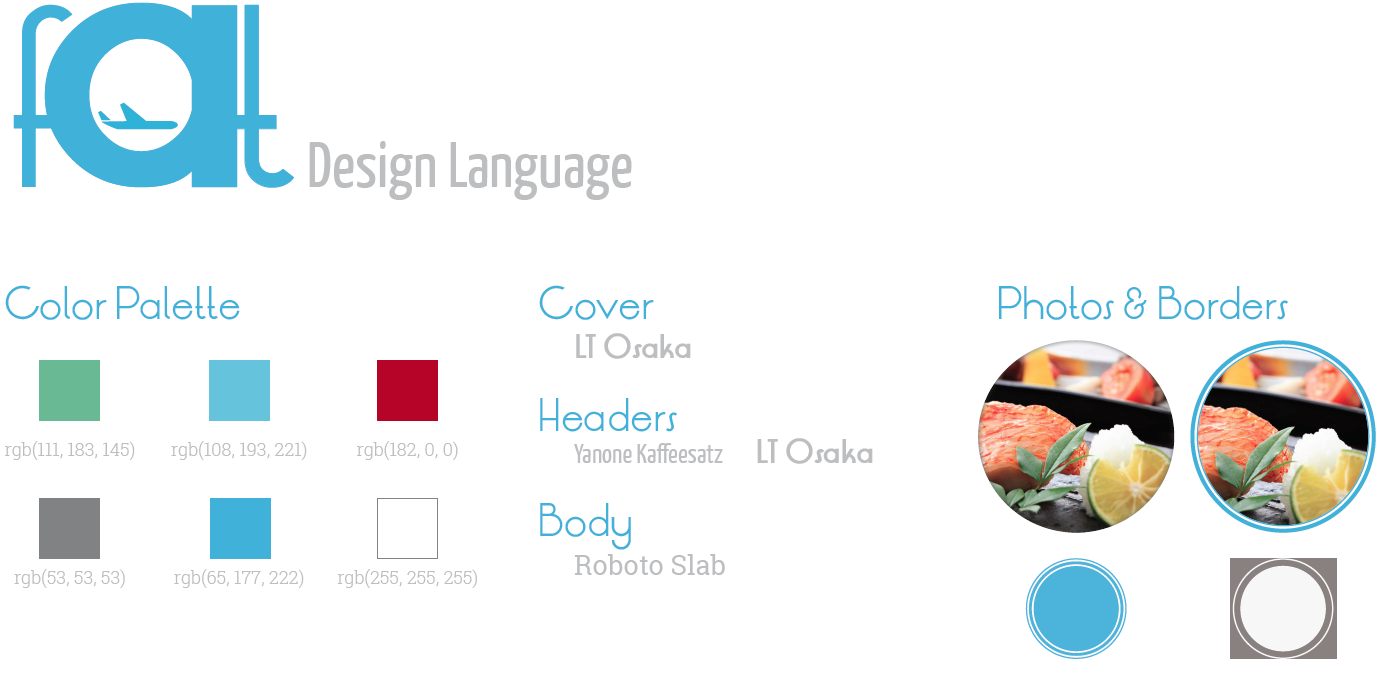 fat Design Language
Color Palette
rgb(111, 183, 145)
rgb(108, 193, 221)
rgb(182, 0, 0)
rgb(53, 53, 53)
rgb(65, 177, 222)
rgb(255, 255, 255)
Cover
LT Osaka
Headers
Yanone Kaffeesatz LT Osaka
Body
Roboto Slab
Photos & Borders